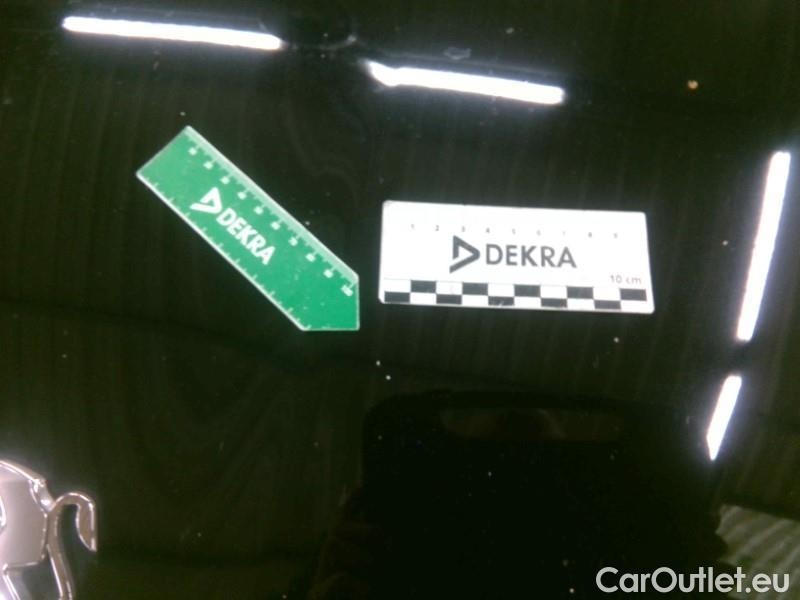 DEKRA
1 2 3 4 5 6 7 8 9
DEKRA
10 cm
CarOutlet.eu